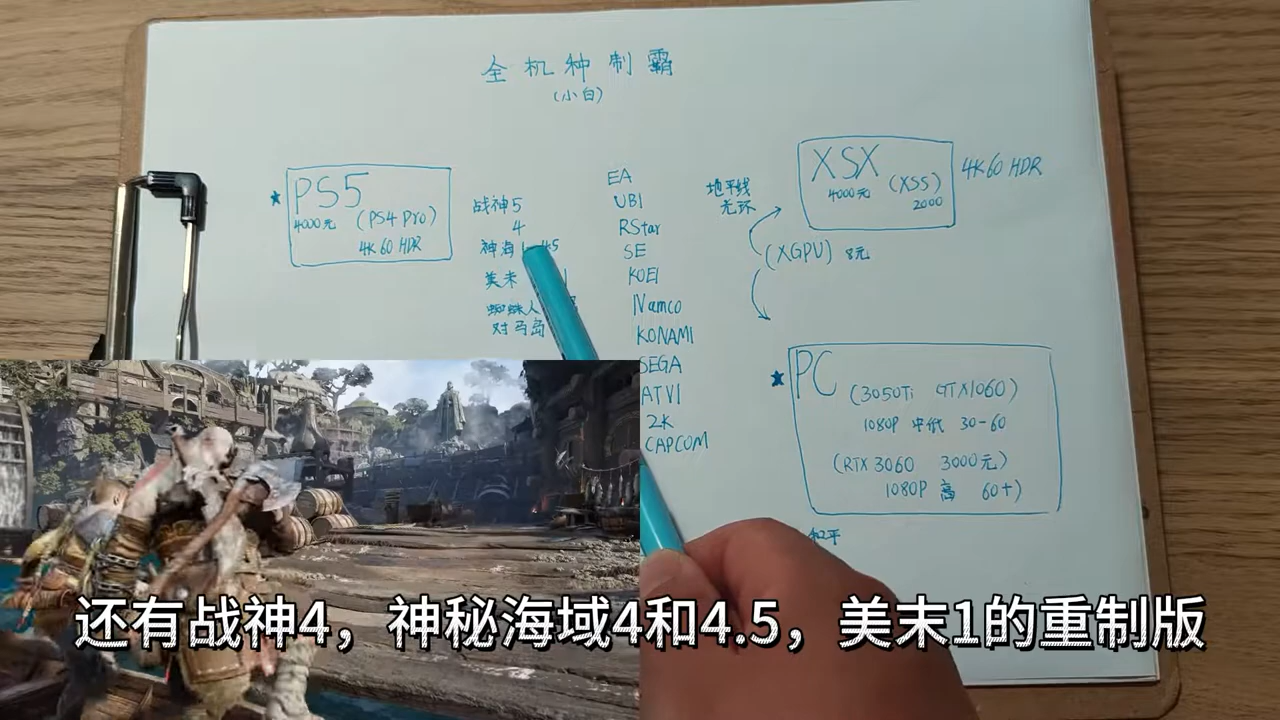 全机种制霸
(小白)
PS5
4000元 (PS4 Pro)
4K 60 HDR
战神5
4
神海
美末
蜘蛛人
对马岛
EA
UBI
RStar
SE
KOEI
Namco
KONAMI
SEGA
ATVI
2K
CAPCOM
地平线
光环
(XGPU) 8元
XSX
4000元 (XSS)
2000
4K 60 HDR
PC
(3050Ti GTX1060)
1080P 中低 30-60
(RTX 3060 3000元)
1080P 高 60+)
和平
还有战神4，神秘海域4和4.5，美末1的重制版